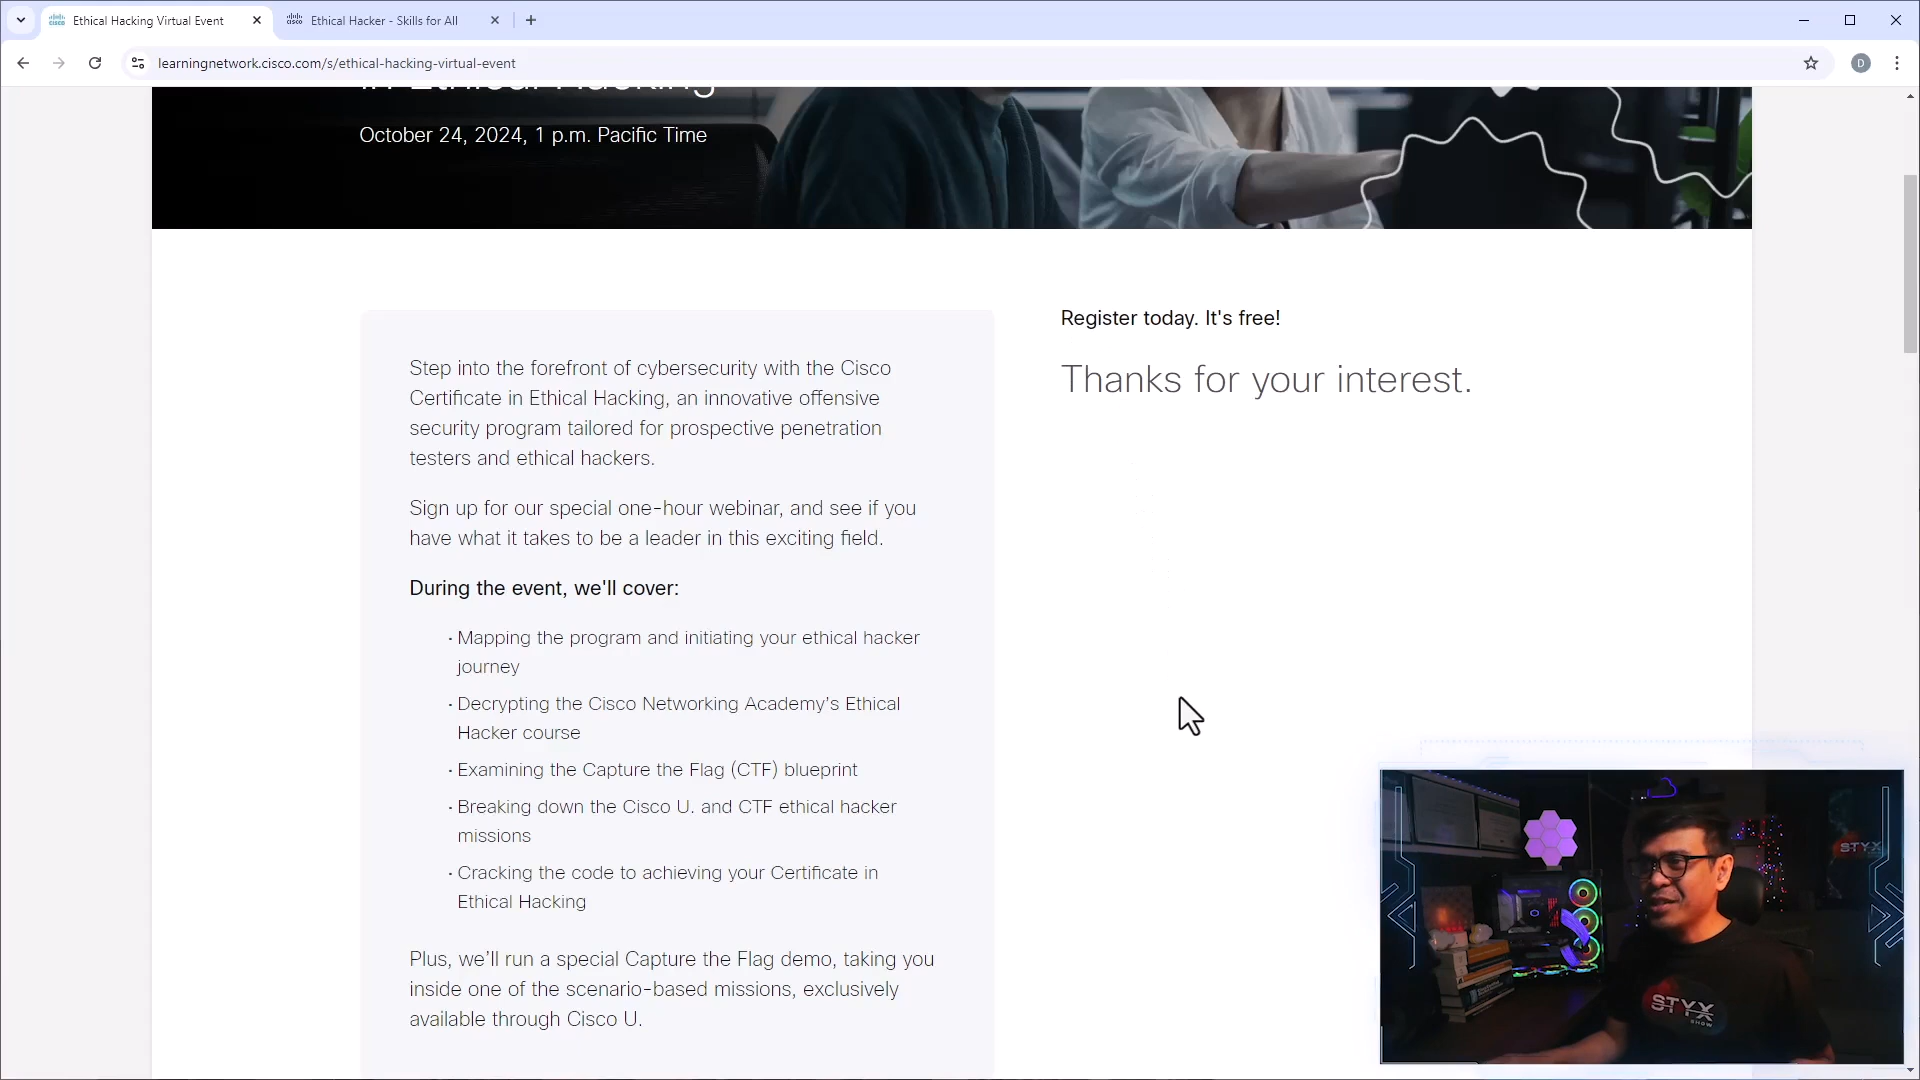 Ethical Hacking Virtual Event
Ethical Hacker - Skills for All
learningnetwork.cisco.com/s/ethical-hacking-virtual-event
D
in Ethical Hacking
October 24, 2024, 1 p.m. Pacific Time
Step into the forefront of cybersecurity with the Cisco
Certificate in Ethical Hacking, an innovative offensive
security program tailored for prospective penetration
testers and ethical hackers.
Sign up for our special one-hour webinar, and see if you
have what it takes to be a leader in this exciting field.
During the event, we'll cover:
· Mapping the program and initiating your ethical hacker
journey
· Decrypting the Cisco Networking Academy’s Ethical
Hacker course
· Examining the Capture the Flag (CTF) blueprint
· Breaking down the Cisco U. and CTF ethical hacker
missions
· Cracking the code to achieving your Certificate in
Ethical Hacking
Plus, we’ll run a special Capture the Flag demo, taking you
inside one of the scenario-based missions, exclusively
available through Cisco U.
Register today. It's free!
Thanks for your interest.
STYX
STYX
SHOW